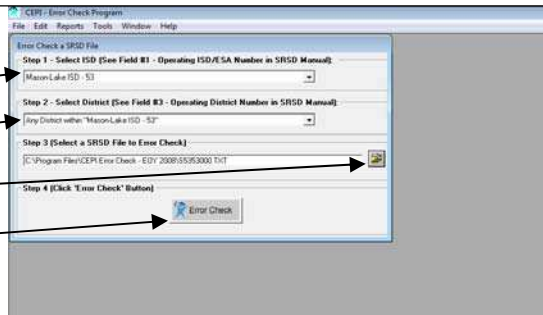 CEPI - Error Check Program
File Edit Reports Tools Window Help
Error Check a SRSD File
Step 1 - Select ISD (See Field #1 - Operating ISD/ESA Number in SRSD Manual):
Mason-Lake ISD - 53
Step 2 - Select District (See Field #3 - Operating District Number in SRSD Manual):
Any District within "Mason-Lake ISD - 53"
Step 3 (Select a SRSD File to Error Check)
C:\Program Files\CEPI Error Check - EOY 2008\S5353000.TXT
Step 4 (Click 'Error Check' Button)
Error Check